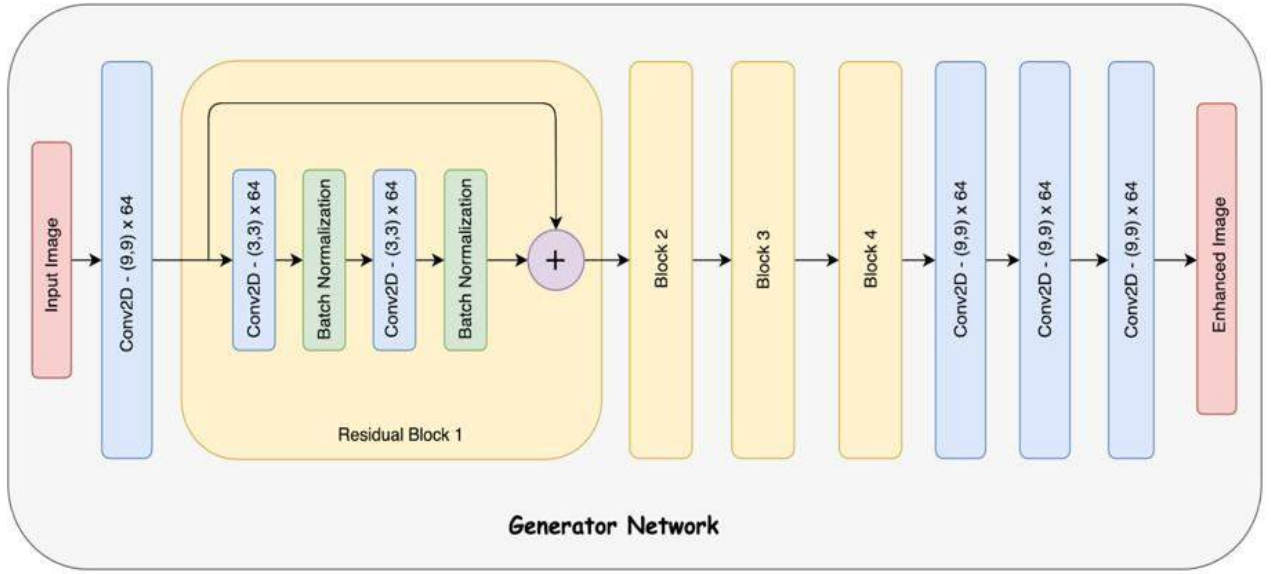 Input Image
Conv2D - (9,9) x 64
Conv2D - (3,3) x 64
Batch Normalization
Conv2D - (3,3) x 64
Batch Normalization
+
Residual Block 1
Block 2
Block 3
Block 4
Conv2D - (9,9) x 64
Conv2D - (9,9) x 64
Conv2D - (9,9) x 64
Enhanced Image
Generator Network